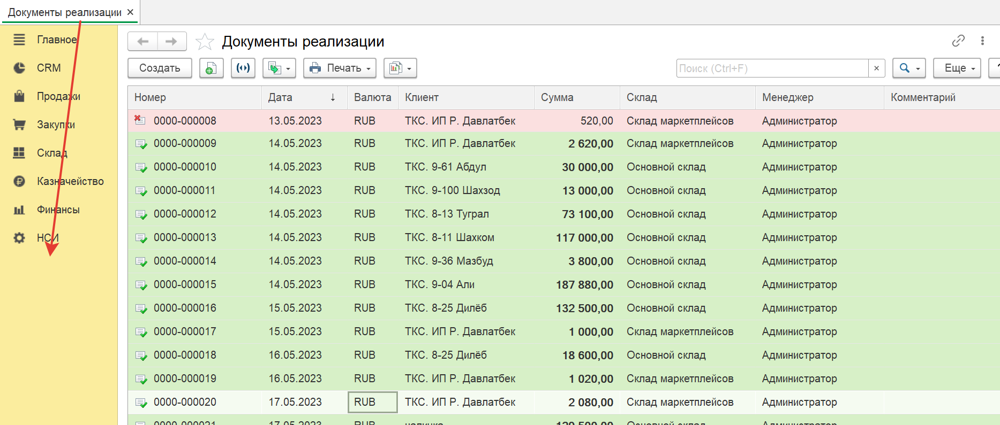 Документы реализации ×
Главное
CRM
Продажи
Закупки
Склад
Казначейство
Финансы
НСИ
Документы реализации
Создать Печать Поиск (Ctrl+F) × Еще
Номер Дата ↓ Валюта Клиент Сумма Склад Менеджер Комментарий
0000-000008 13.05.2023 RUB ТКС. ИП Р. Давлатбек 520,00 Склад маркетплейсов Администратор
0000-000009 14.05.2023 RUB ТКС. ИП Р. Давлатбек 2 620,00 Склад маркетплейсов Администратор
0000-000010 14.05.2023 RUB ТКС. 9-61 Абдул 30 000,00 Основной склад Администратор
0000-000011 14.05.2023 RUB ТКС. 9-100 Шахзод 13 000,00 Основной склад Администратор
0000-000012 14.05.2023 RUB ТКС. 8-13 Туграл 73 100,00 Основной склад Администратор
0000-000013 14.05.2023 RUB ТКС. 8-11 Шахком 117 000,00 Основной склад Администратор
0000-000014 14.05.2023 RUB ТКС. 9-36 Мазбуд 3 800,00 Основной склад Администратор
0000-000015 14.05.2023 RUB ТКС. 9-04 Али 187 880,00 Основной склад Администратор
0000-000016 15.05.2023 RUB ТКС. 8-25 Дилёб 132 500,00 Основной склад Администратор
0000-000017 15.05.2023 RUB ТКС. ИП Р. Давлатбек 1 000,00 Склад маркетплейсов Администратор
0000-000018 16.05.2023 RUB ТКС. 8-25 Дилёб 18 600,00 Основной склад Администратор
0000-000019 16.05.2023 RUB ТКС. ИП Р. Давлатбек 1 020,00 Склад маркетплейсов Администратор
0000-000020 17.05.2023 RUB ТКС. ИП Р. Давлатбек 2 080,00 Склад маркетплейсов Администратор
0000-000021 17.05.2023 RUB Основной склад Администратор